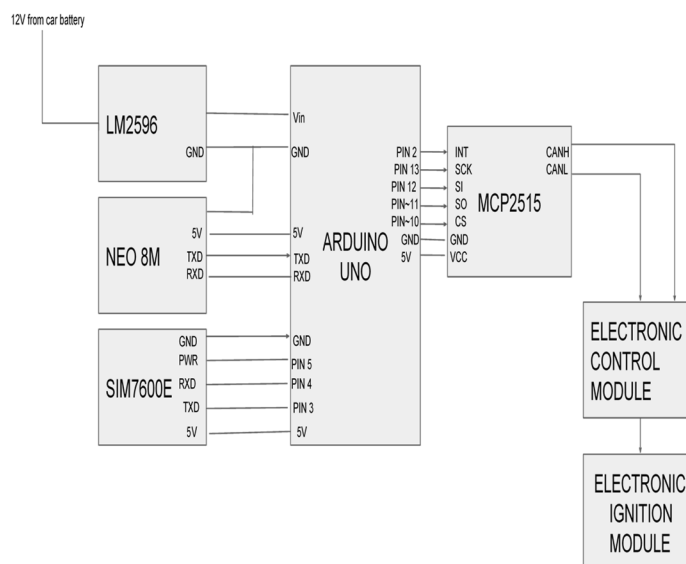 12V from car battery
LM2596
GND
Vin
GND
NEO 8M
5V
TXD
RXD
5V
TXD
RXD
SIM7600E
GND
PWR
RXD
TXD
5V
GND
PIN 5
PIN 4
PIN 3
5V
ARDUINO
UNO
PIN 2
PIN 13
PIN 12
PIN~11
PIN~10
GND
5V
INT
SCK
SI
SO
CS
GND
VCC
MCP2515
CANH
CANL
ELECTRONIC
CONTROL
MODULE
ELECTRONIC
IGNITION
MODULE